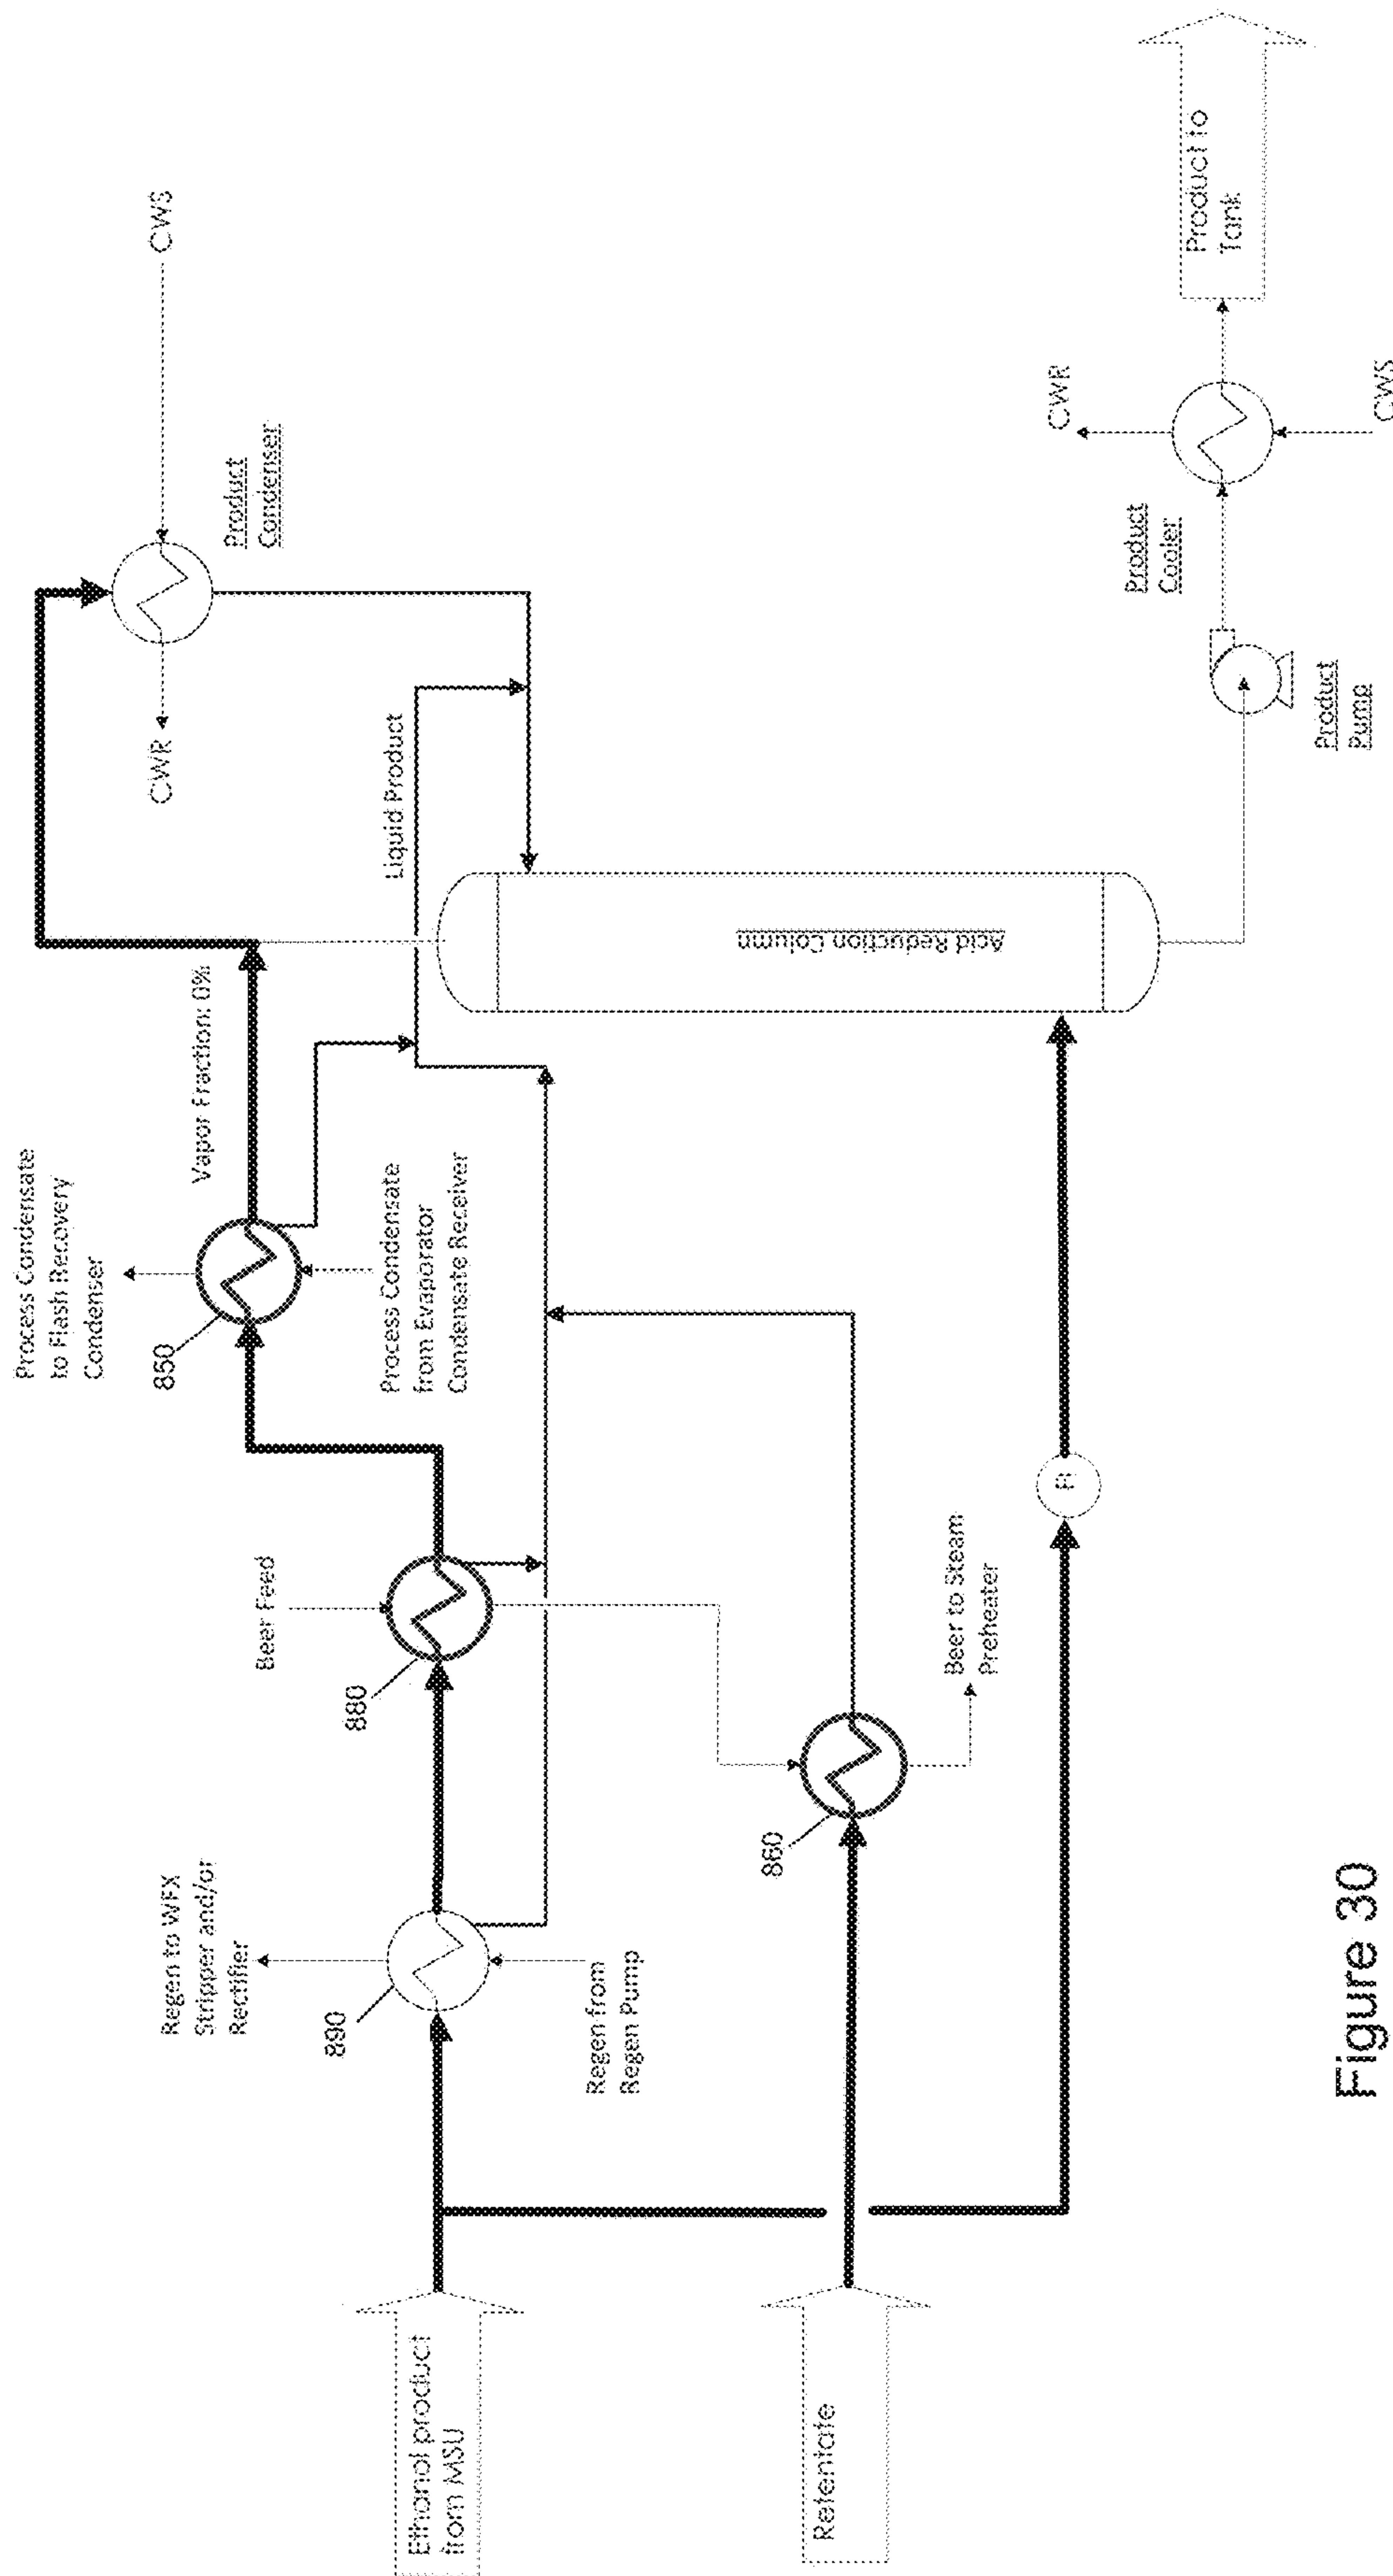 Process Condensate
to Flash Recovery
Condenser
850
Vapor Fraction: 0%
CWR
CWS
Product
Condenser
Regen to WFX
Stripper and/or
Rectifier
890
Beer Feed
880
Process Condensate
from Evaporator
Condensate Receiver
Liquid Product
Ethanol product
from MSU
Regen from
Regen Pump
Acid Reduction Column
Retentate
860
Beer to Steam
Preheater
FI
CWR
Product
Cooler
Product to
Tank
Product
Pump
CWS
Figure 30